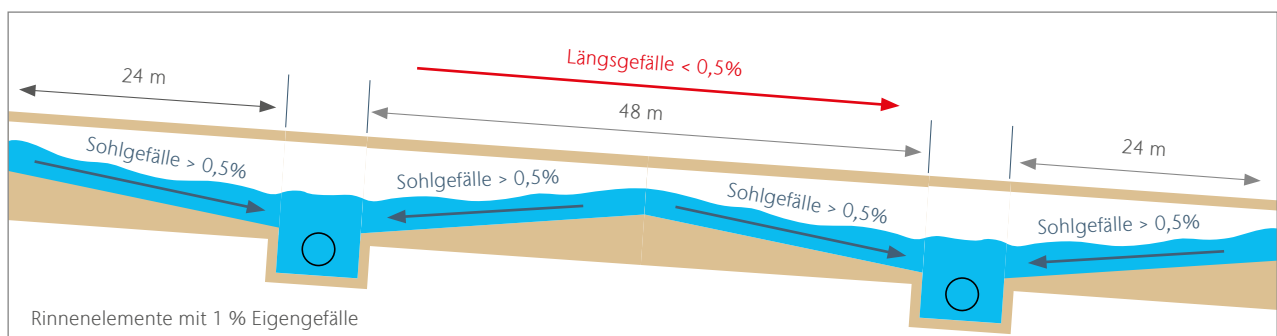 Längsgefälle < 0,5%
24 m
48 m
24 m
Sohlgefälle > 0,5%
Sohlgefälle > 0,5%
Sohlgefälle > 0,5%
Sohlgefälle > 0,5%
Rinnenelemente mit 1 % Eigengefälle